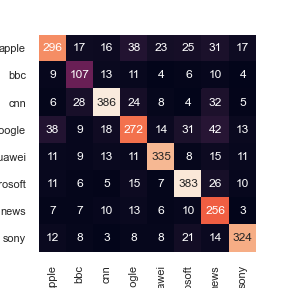 apple 296 17 16 38 23 25 31 17
bbc 9 107 13 11 4 6 10 4
cnn 6 28 386 24 8 4 32 5
oogle 38 9 18 272 14 31 42 13
uawei 11 9 13 11 335 8 15 11
rosoft 11 6 5 15 7 383 26 10
news 7 7 10 13 6 10 256 3
sony 12 8 3 8 8 21 14 324
pple bbc cnn ogle awei soft news sony